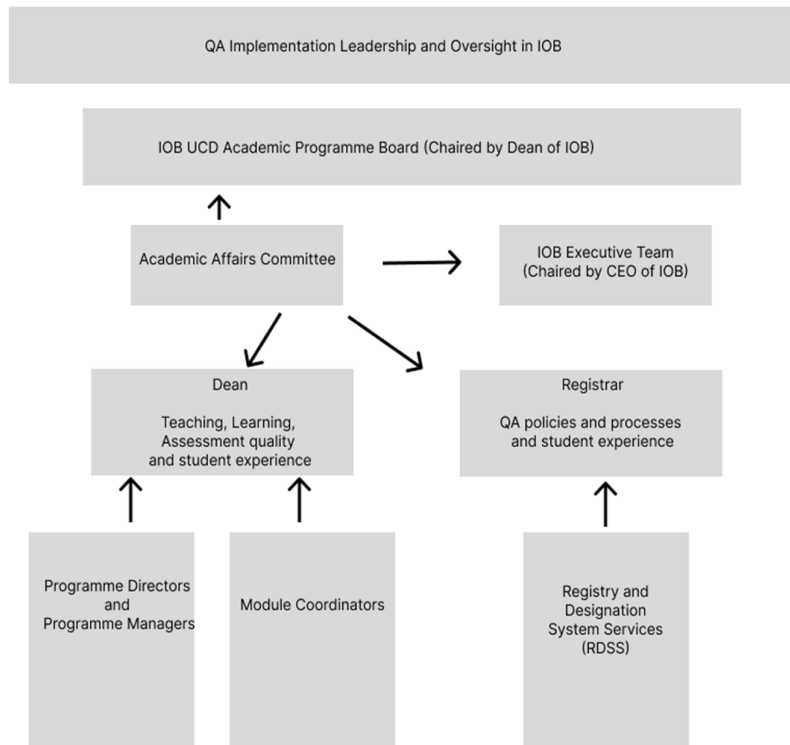 QA Implementation Leadership and Oversight in IOB
IOB UCD Academic Programme Board (Chaired by Dean of IOB)
Academic Affairs Committee
IOB Executive Team
(Chaired by CEO of IOB)
Dean
Teaching, Learning,
Assessment quality
and student experience
Registrar
QA policies and processes
and student experience
Programme Directors
and
Programme Managers
Module Coordinators
Registry and
Designation
System Services
(RDSS)